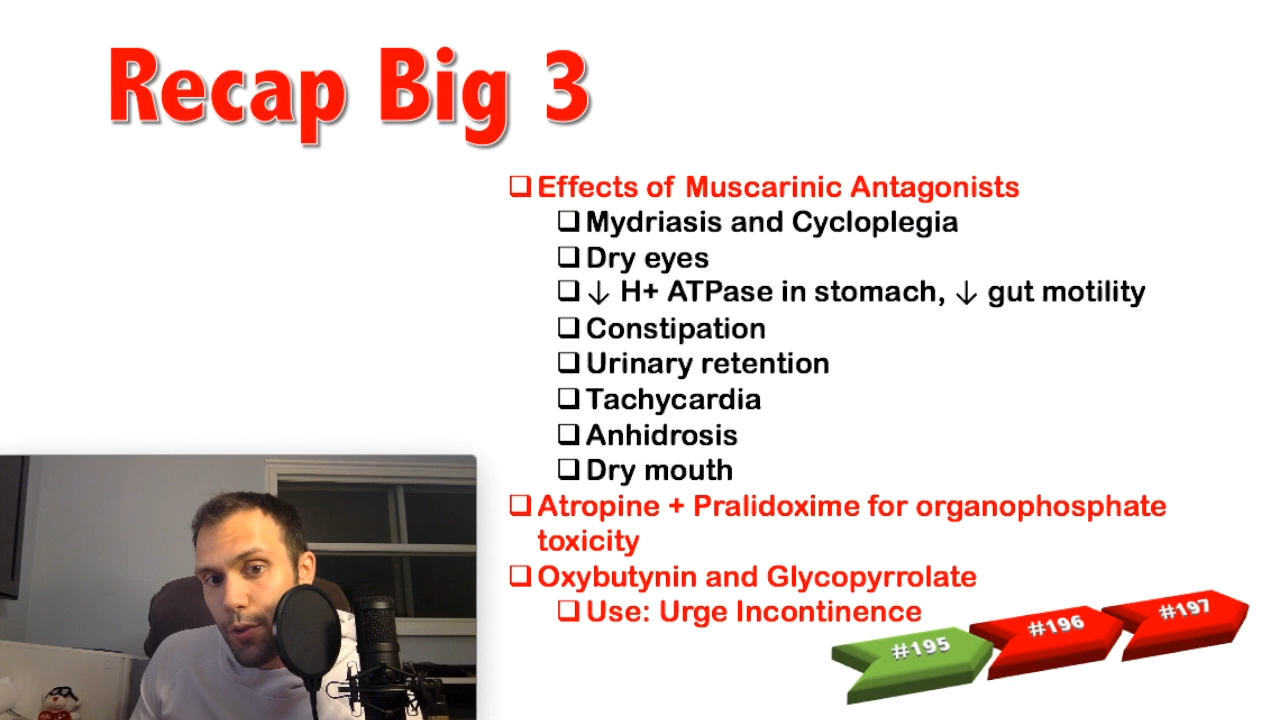 Recap Big 3
Effects of Muscarinic Antagonists
Mydriasis and Cycloplegia
Dry eyes
↓ H+ ATPase in stomach, ↓ gut motility
Constipation
Urinary retention
Tachycardia
Anhidrosis
Dry mouth
Atropine + Pralidoxime for organophosphate
toxicity
Oxybutynin and Glycopyrrolate
Use: Urge Incontinence
#195
#196
#197